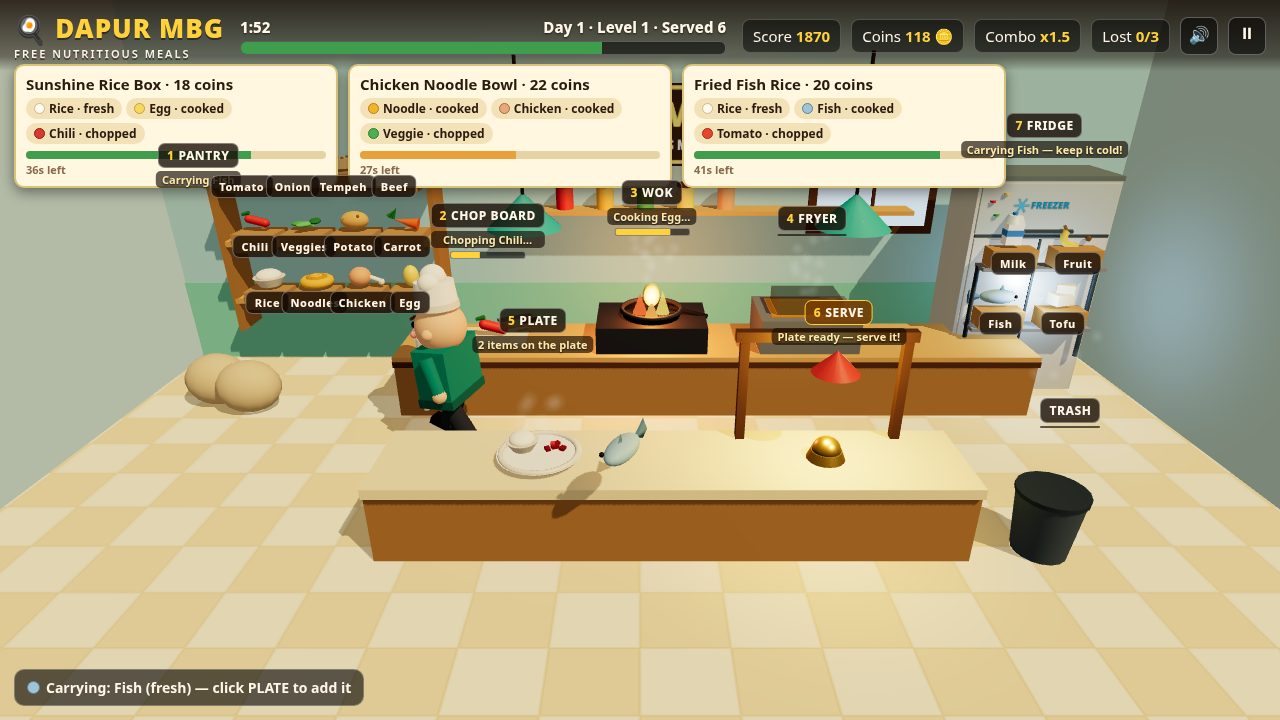 DAPUR MBG
FREE NUTRITIOUS MEALS
1:52
Day 1 · Level 1 · Served 6
Score 1870
Coins 118
Combo x1.5
Lost 0/3
Sunshine Rice Box · 18 coins
Rice · fresh
Egg · cooked
Chili · chopped
36s left
Chicken Noodle Bowl · 22 coins
Noodle · cooked
Chicken · cooked
Veggie · chopped
27s left
Fried Fish Rice · 20 coins
Rice · fresh
Fish · cooked
Tomato · chopped
41s left
1 PANTRY
Carrying
Tomato
Onion
Tempeh
Beef
Chili
Veggies
Potato
Carrot
Rice
Noodle
Chicken
Egg
2 CHOP BOARD
Chopping Chili...
3 WOK
Cooking Egg...
4 FRYER
7 FRIDGE
Carrying Fish — keep it cold!
FREEZER
Milk
Fruit
Fish
Tofu
5 PLATE
2 items on the plate
6 SERVE
Plate ready — serve it!
TRASH
Carrying: Fish (fresh) — click PLATE to add it